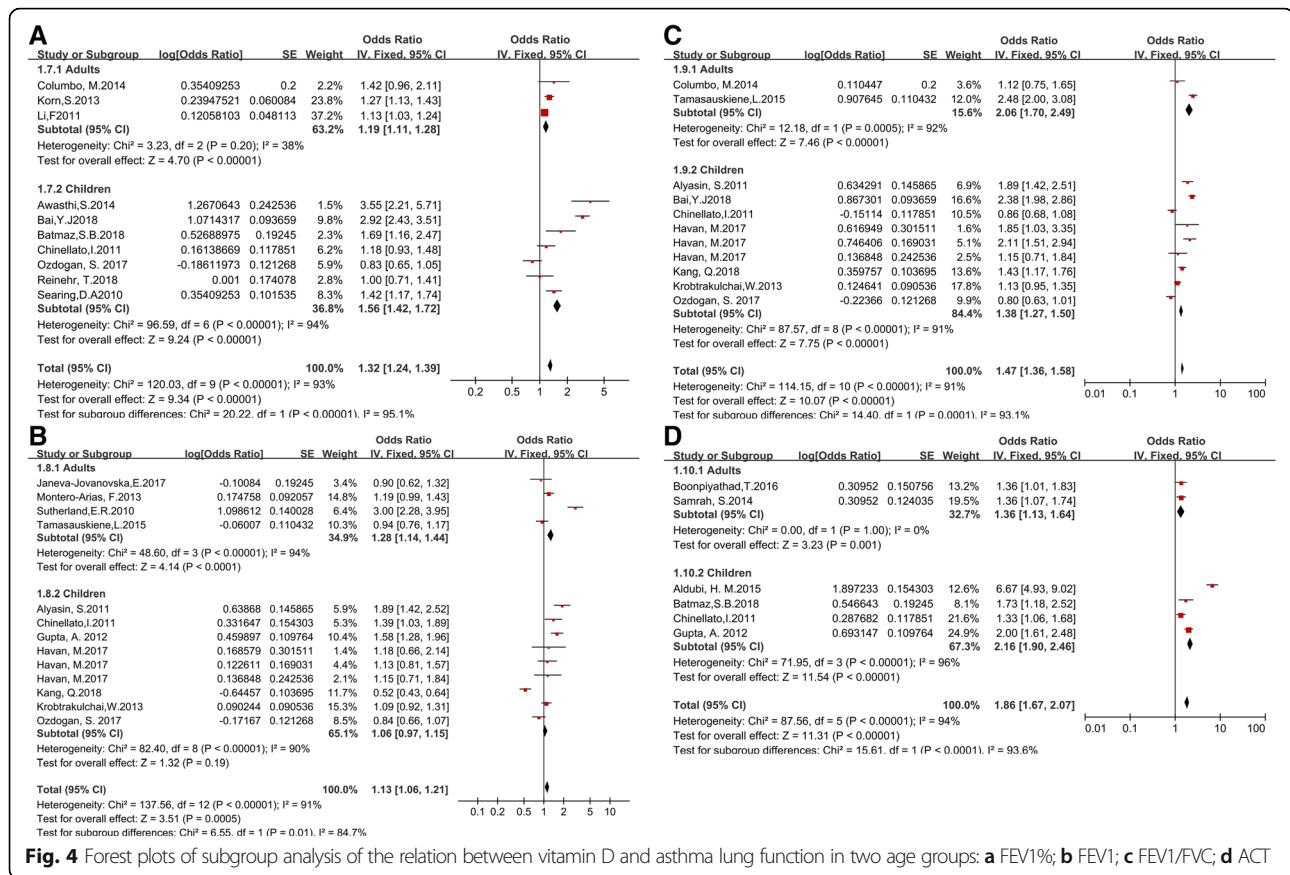 A
Odds Ratio Odds Ratio
Study or Subgroup log[Odds Ratio] SE Weight IV, Fixed, 95% CI IV, Fixed, 95% CI
1.7.1 Adults
Columbo, M.2014 0.35409253 0.2 2.2% 1.42 [0.96, 2.11]
Korn,S.2013 0.23947521 0.060084 23.8% 1.27 [1.13, 1.43]
Li,F2011 0.12058103 0.048113 37.2% 1.13 [1.03, 1.24]
Subtotal (95% CI) 63.2% 1.19 [1.11, 1.28]
Heterogeneity: Chi² = 3.23, df = 2 (P = 0.20); I² = 38%
Test for overall effect: Z = 4.70 (P < 0.00001)
1.7.2 Children
Awasthi,S.2014 1.2670643 0.242536 1.5% 3.55 [2.21, 5.71]
Bai,Y.J2018 1.0714317 0.093659 9.8% 2.92 [2.43, 3.51]
Batmaz,S.B.2018 0.52688975 0.19245 2.3% 1.69 [1.16, 2.47]
Chinellato,I.2011 0.16138669 0.117851 6.2% 1.18 [0.93, 1.48]
Ozdogan, S. 2017 -0.18611973 0.121268 5.9% 0.83 [0.65, 1.05]
Reinehr, T.2018 0.001 0.174078 2.8% 1.00 [0.71, 1.41]
Searing,D.A2010 0.35409253 0.101535 8.3% 1.42 [1.17, 1.74]
Subtotal (95% CI) 36.8% 1.56 [1.42, 1.72]
Heterogeneity: Chi² = 96.59, df = 6 (P < 0.00001); I² = 94%
Test for overall effect: Z = 9.24 (P < 0.00001)
Total (95% CI) 100.0% 1.32 [1.24, 1.39]
Heterogeneity: Chi² = 120.03, df = 9 (P < 0.00001); I² = 93%
Test for overall effect: Z = 9.34 (P < 0.00001)
Test for subgroup differences: Chi² = 20.22, df = 1 (P < 0.00001), I² = 95.1%
0.1 0.2 0.5 1 2 5 10
B
Odds Ratio Odds Ratio
Study or Subgroup log[Odds Ratio] SE Weight IV, Fixed, 95% CI IV, Fixed, 95% CI
1.8.1 Adults
Janeva-Jovanovska,E.2017 -0.10084 0.19245 3.4% 0.90 [0.62, 1.32]
Montero-Arias, F.2013 0.174758 0.092057 14.8% 1.19 [0.99, 1.43]
Sutherland,E.R.2010 1.098612 0.140028 6.4% 3.00 [2.28, 3.95]
Tamasauskiene,L.2015 -0.06007 0.110432 10.3% 0.94 [0.76, 1.17]
Subtotal (95% CI) 34.9% 1.28 [1.14, 1.44]
Heterogeneity: Chi² = 48.60, df = 3 (P < 0.00001); I² = 94%
Test for overall effect: Z = 4.14 (P < 0.0001)
1.8.2 Children
Alyasin, S.2011 0.63868 0.145865 5.9% 1.89 [1.42, 2.52]
Chinellato,I.2011 0.331647 0.154303 5.3% 1.39 [1.03, 1.89]
Gupta, A. 2012 0.459897 0.109764 10.4% 1.58 [1.28, 1.96]
Havan, M.2017 0.168579 0.301511 1.4% 1.18 [0.66, 2.14]
Havan, M.2017 0.122611 0.169031 4.4% 1.13 [0.81, 1.57]
Havan, M.2017 0.136848 0.242536 2.1% 1.15 [0.71, 1.84]
Kang, Q.2018 -0.64457 0.103695 11.7% 0.52 [0.43, 0.64]
Krobtrakulchai,W.2013 0.090244 0.090536 15.3% 1.09 [0.92, 1.31]
Ozdogan, S. 2017 -0.17167 0.121268 8.5% 0.84 [0.66, 1.07]
Subtotal (95% CI) 65.1% 1.06 [0.97, 1.15]
Heterogeneity: Chi² = 82.40, df = 8 (P < 0.00001); I² = 90%
Test for overall effect: Z = 1.32 (P = 0.19)
Total (95% CI) 100.0% 1.13 [1.06, 1.21]
Heterogeneity: Chi² = 137.56, df = 12 (P < 0.00001); I² = 91%
Test for overall effect: Z = 3.51 (P = 0.0005)
Test for subgroup differences: Chi² = 6.55, df = 1 (P = 0.01), I² = 84.7%
0.1 0.2 0.5 1 2 5 10
C
Odds Ratio Odds Ratio
Study or Subgroup log[Odds Ratio] SE Weight IV, Fixed, 95% CI IV, Fixed, 95% CI
1.9.1 Adults
Columbo, M.2014 0.110447 0.2 3.6% 1.12 [0.75, 1.65]
Tamasauskiene,L.2015 0.907645 0.110432 12.0% 2.48 [2.00, 3.08]
Subtotal (95% CI) 15.6% 2.06 [1.70, 2.49]
Heterogeneity: Chi² = 12.18, df = 1 (P = 0.0005); I² = 92%
Test for overall effect: Z = 7.46 (P < 0.00001)
1.9.2 Children
Alyasin, S.2011 0.634291 0.145865 6.9% 1.89 [1.42, 2.51]
Bai,Y.J2018 0.867301 0.093659 16.6% 2.38 [1.98, 2.86]
Chinellato,I.2011 -0.15114 0.117851 10.5% 0.86 [0.68, 1.08]
Havan, M.2017 0.616949 0.301511 1.6% 1.85 [1.03, 3.35]
Havan, M.2017 0.746406 0.169031 5.1% 2.11 [1.51, 2.94]
Havan, M.2017 0.136848 0.242536 2.5% 1.15 [0.71, 1.84]
Kang, Q.2018 0.359757 0.103695 13.6% 1.43 [1.17, 1.76]
Krobtrakulchai,W.2013 0.124641 0.090536 17.8% 1.13 [0.95, 1.35]
Ozdogan, S. 2017 -0.22366 0.121268 9.9% 0.80 [0.63, 1.01]
Subtotal (95% CI) 84.4% 1.38 [1.27, 1.50]
Heterogeneity: Chi² = 87.57, df = 8 (P < 0.00001); I² = 91%
Test for overall effect: Z = 7.75 (P < 0.00001)
Total (95% CI) 100.0% 1.47 [1.36, 1.58]
Heterogeneity: Chi² = 114.15, df = 10 (P < 0.00001); I² = 91%
Test for overall effect: Z = 10.07 (P < 0.00001)
Test for subgroup differences: Chi² = 14.40, df = 1 (P = 0.0001), I² = 93.1%
0.01 0.1 1 10 100
D
Odds Ratio Odds Ratio
Study or Subgroup log[Odds Ratio] SE Weight IV, Fixed, 95% CI IV, Fixed, 95% CI
1.10.1 Adults
Boonpiyathad,T.2016 0.30952 0.150756 13.2% 1.36 [1.01, 1.83]
Samrah, S.2014 0.30952 0.124035 19.5% 1.36 [1.07, 1.74]
Subtotal (95% CI) 32.7% 1.36 [1.13, 1.64]
Heterogeneity: Chi² = 0.00, df = 1 (P = 1.00); I² = 0%
Test for overall effect: Z = 3.23 (P = 0.001)
1.10.2 Children
Aldubi, H. M.2015 1.897233 0.154303 12.6% 6.67 [4.93, 9.02]
Batmaz,S.B.2018 0.546643 0.19245 8.1% 1.73 [1.18, 2.52]
Chinellato,I.2011 0.287682 0.117851 21.6% 1.33 [1.06, 1.68]
Gupta, A. 2012 0.693147 0.109764 24.9% 2.00 [1.61, 2.48]
Subtotal (95% CI) 67.3% 2.16 [1.90, 2.46]
Heterogeneity: Chi² = 71.95, df = 3 (P < 0.00001); I² = 96%
Test for overall effect: Z = 11.54 (P < 0.00001)
Total (95% CI) 100.0% 1.86 [1.67, 2.07]
Heterogeneity: Chi² = 87.56, df = 5 (P < 0.00001); I² = 94%
Test for overall effect: Z = 11.31 (P < 0.00001)
Test for subgroup differences: Chi² = 15.61, df = 1 (P < 0.0001), I² = 93.6%
0.01 0.1 1 10 100
Fig. 4 Forest plots of subgroup analysis of the relation between vitamin D and asthma lung function in two age groups: a FEV1%; b FEV1; c FEV1/FVC; d ACT